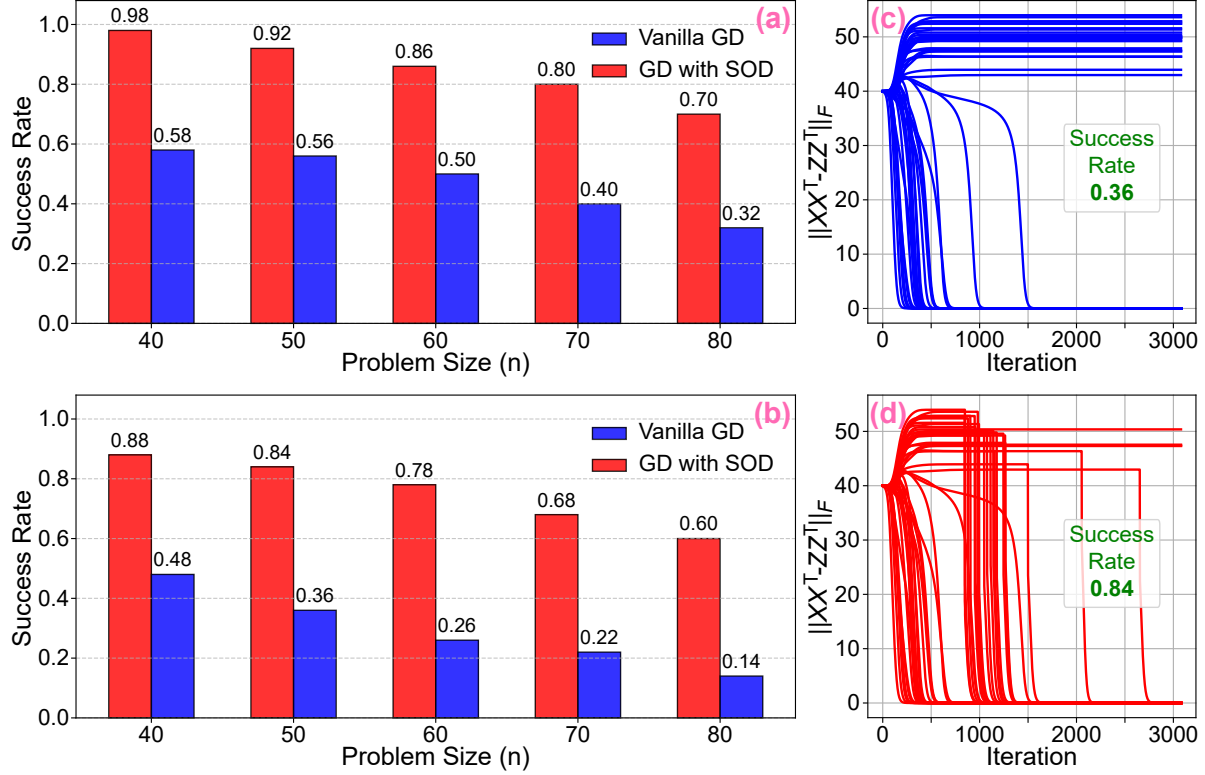 (a)
Success Rate
1.0
0.8
0.6
0.4
0.2
0.0
0.98
0.92
0.86
0.80
0.70
0.58
0.56
0.50
0.40
0.32
Vanilla GD
GD with SOD
40 50 60 70 80
Problem Size (n)
(c)
||XX^T-ZZ^T||_F
50
40
30
20
10
0
Success
Rate
0.36
0 1000 2000 3000
Iteration
(b)
Success Rate
1.0
0.8
0.6
0.4
0.2
0.0
0.88
0.84
0.78
0.68
0.60
0.48
0.36
0.26
0.22
0.14
Vanilla GD
GD with SOD
40 50 60 70 80
Problem Size (n)
(d)
||XX^T-ZZ^T||_F
50
40
30
20
10
0
Success
Rate
0.84
0 1000 2000 3000
Iteration